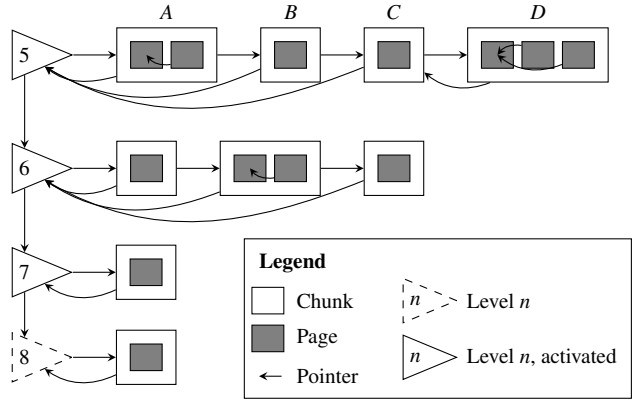 A B C D
5
6
7
8
Legend
Chunk
Page
Pointer
n Level n
n Level n, activated